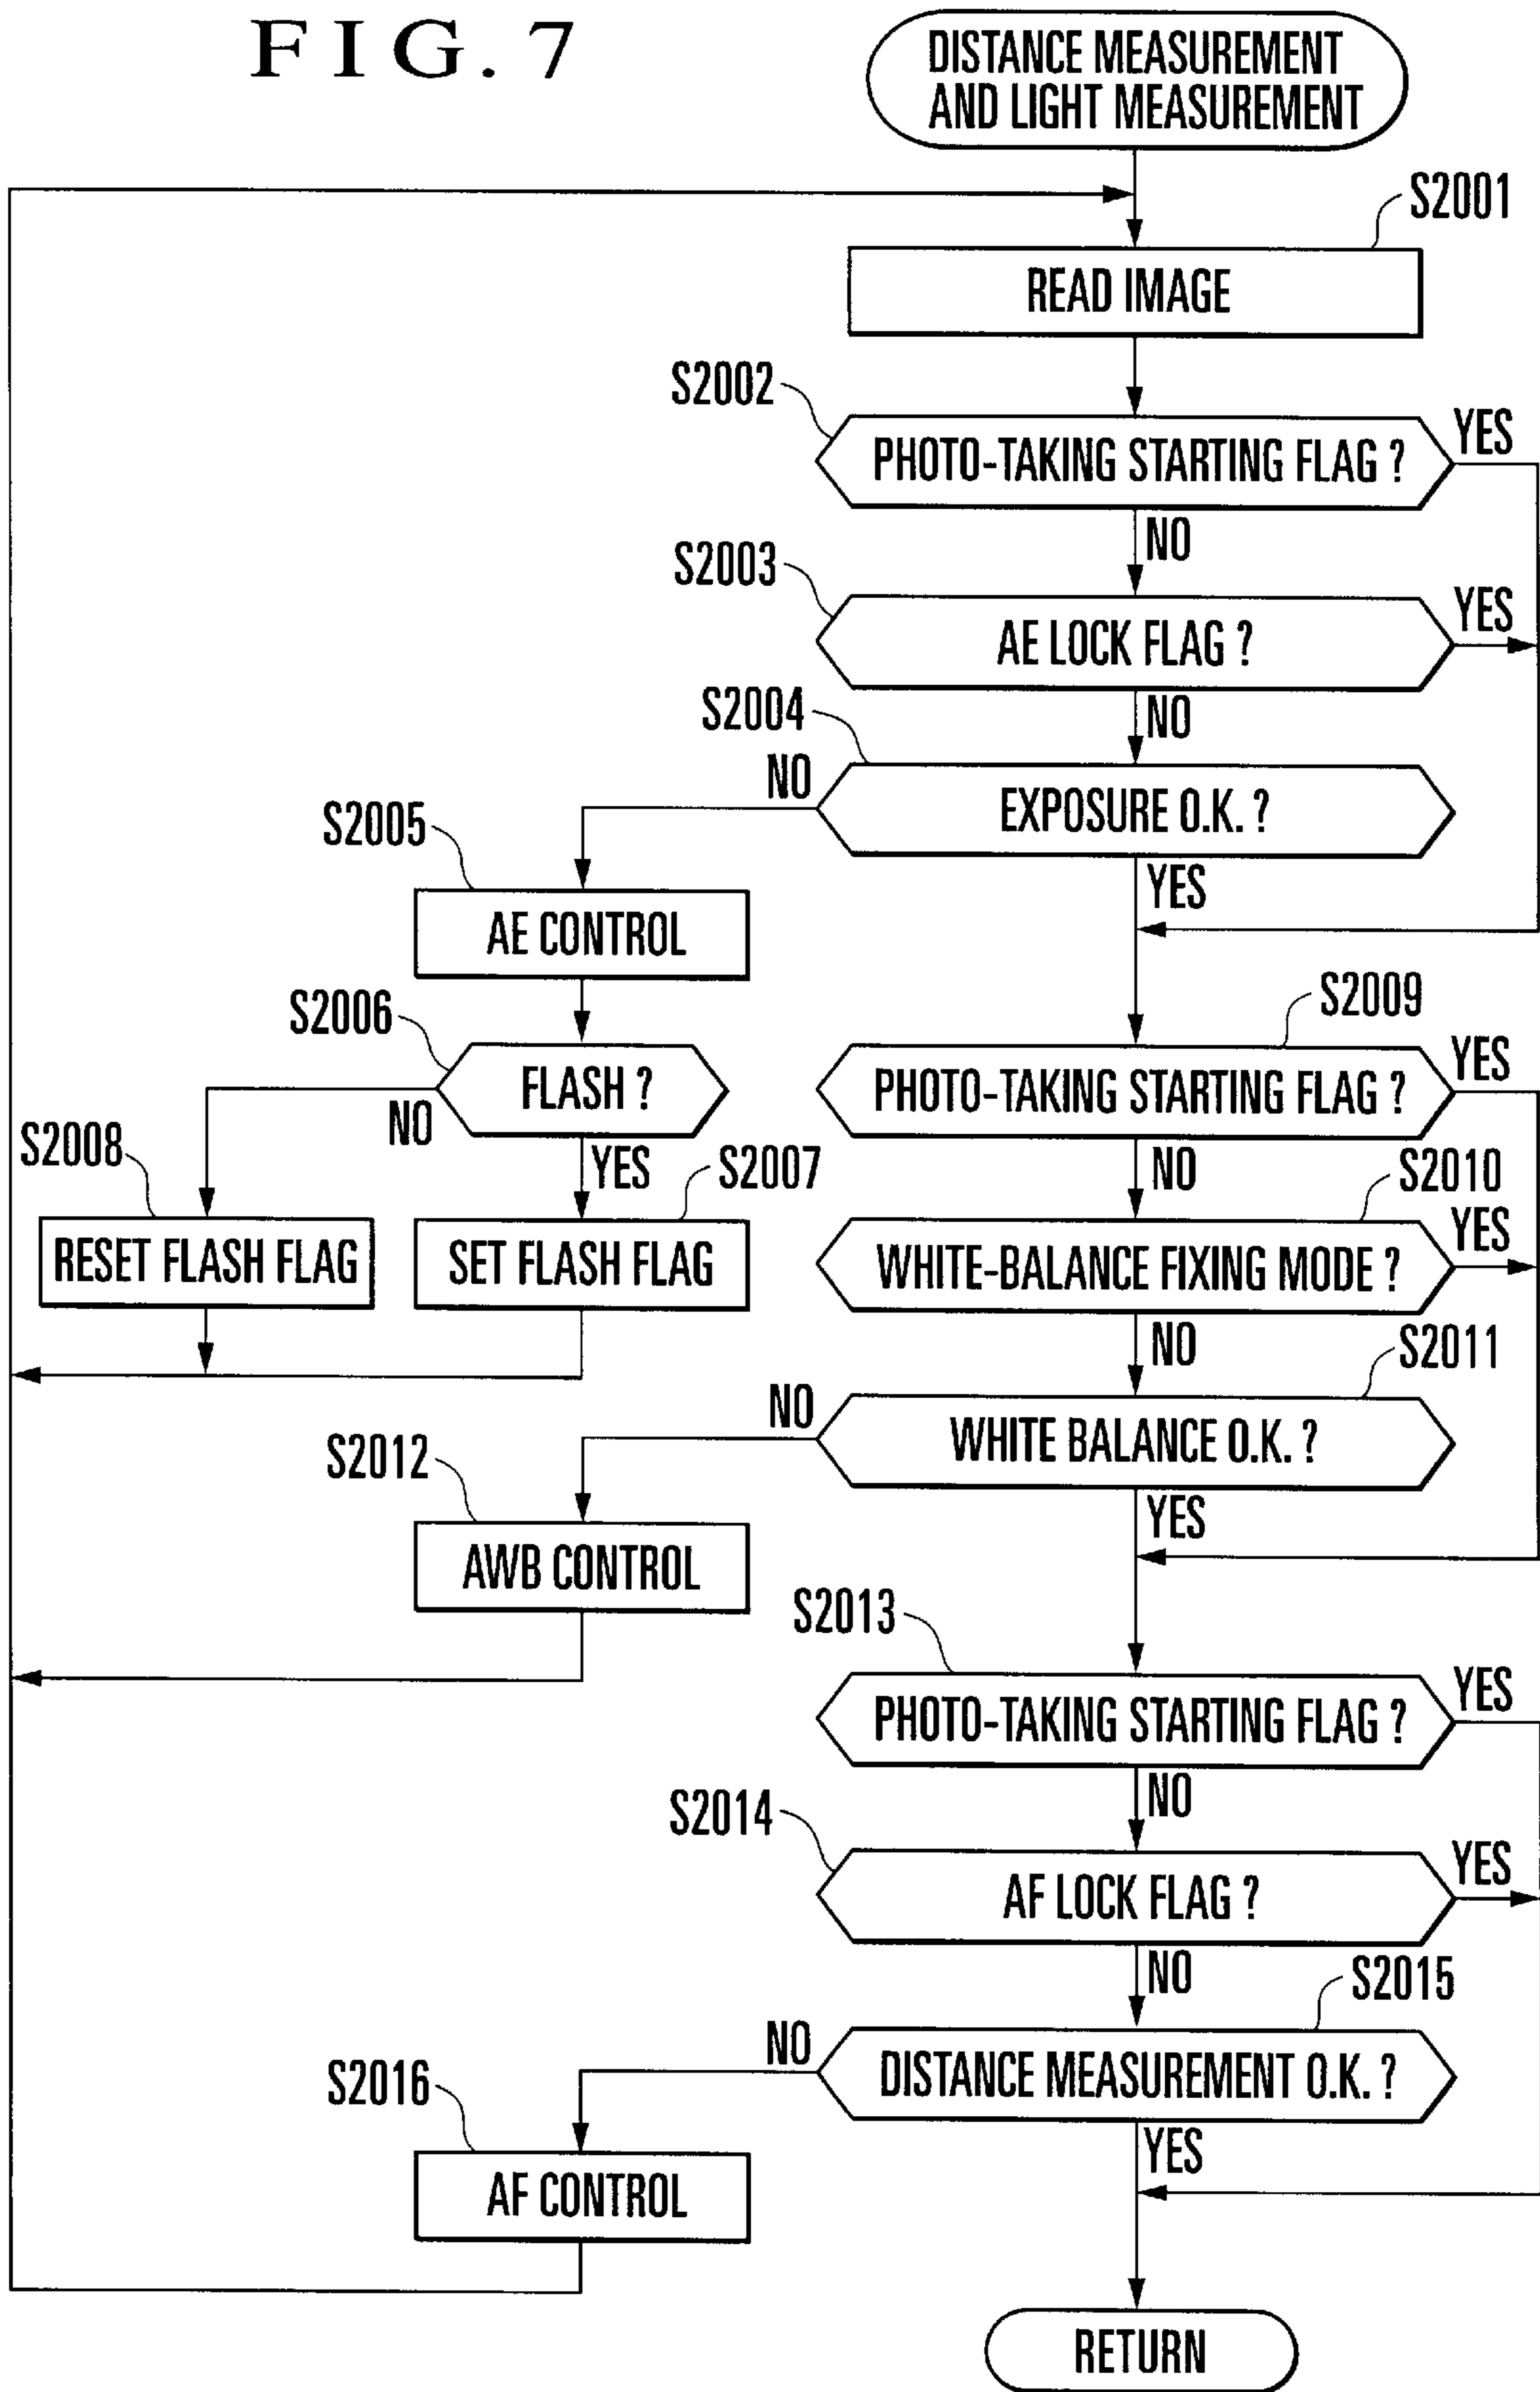 FIG. 7
DISTANCE MEASUREMENT
AND LIGHT MEASUREMENT
S2001
READ IMAGE
S2002
PHOTO-TAKING STARTING FLAG ?
YES
NO
S2003
AE LOCK FLAG ?
YES
NO
S2004
EXPOSURE O.K. ?
NO
YES
S2005
AE CONTROL
S2006
FLASH ?
NO
YES
S2008
RESET FLASH FLAG
S2007
SET FLASH FLAG
S2009
PHOTO-TAKING STARTING FLAG ?
YES
NO
S2010
WHITE-BALANCE FIXING MODE ?
YES
NO
S2011
WHITE BALANCE O.K. ?
NO
YES
S2012
AWB CONTROL
S2013
PHOTO-TAKING STARTING FLAG ?
YES
NO
S2014
AF LOCK FLAG ?
YES
NO
S2015
DISTANCE MEASUREMENT O.K. ?
NO
YES
S2016
AF CONTROL
RETURN